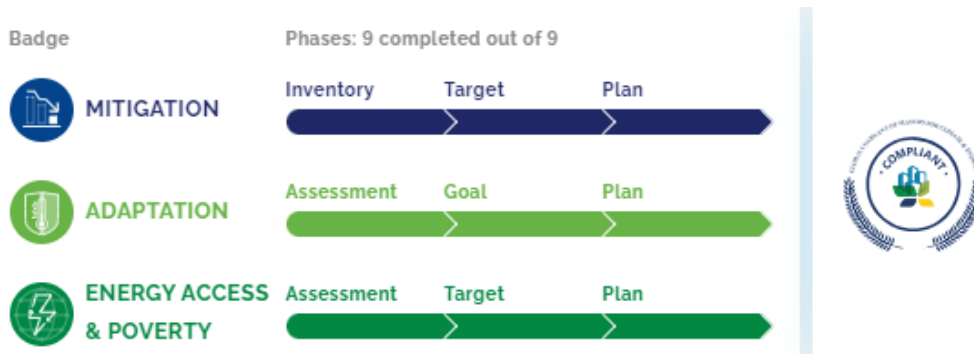 Badge
Phases: 9 completed out of 9
MITIGATION
Inventory Target Plan
ADAPTATION
Assessment Goal Plan
ENERGY ACCESS
& POVERTY
Assessment Target Plan
COMPLIANT